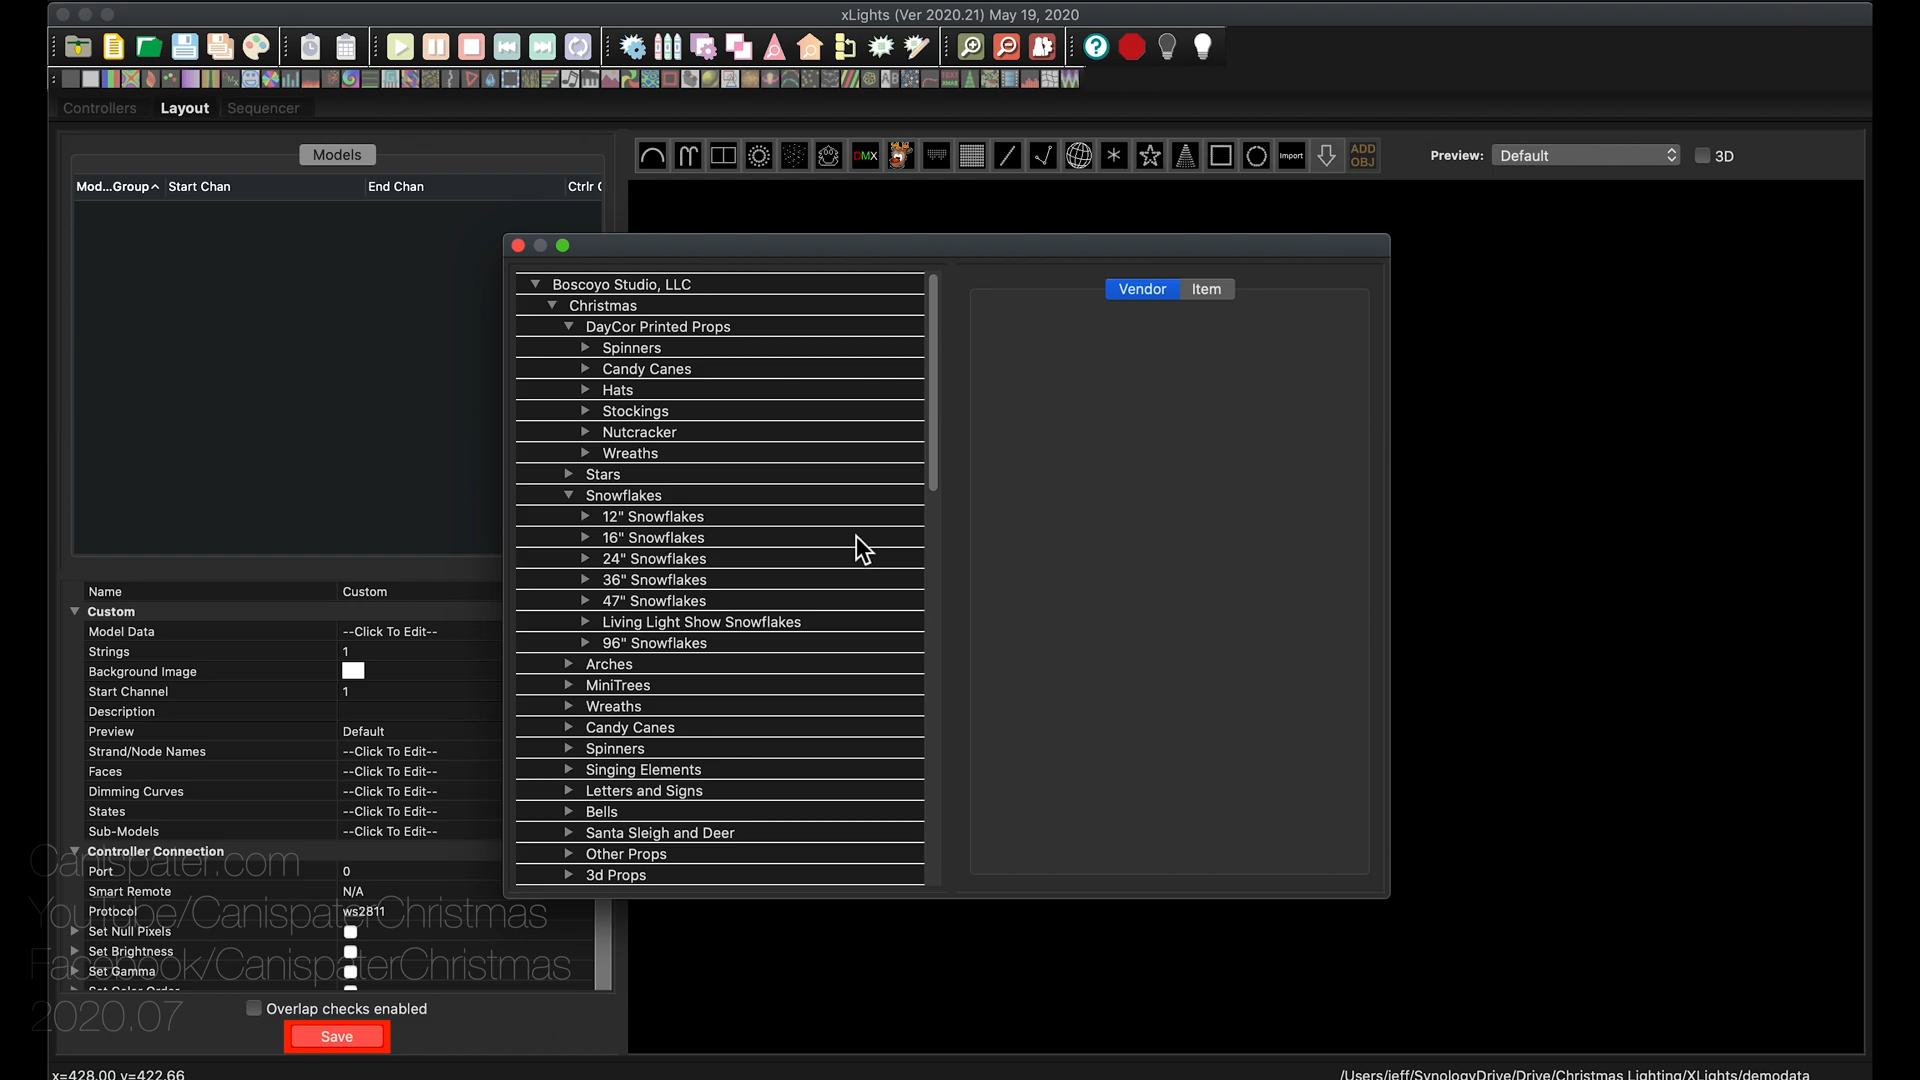 xLights (Ver 2020.21) May 19, 2020
Controllers Layout Sequencer
Models
DMX
Import
ADD OBJ
Preview: Default 3D
Mod...Group Start Chan End Chan Ctrlr
Vendor Item
Boscoyo Studio, LLC
Christmas
DayCor Printed Props
Spinners
Candy Canes
Hats
Stockings
Nutcracker
Wreaths
Stars
Snowflakes
12" Snowflakes
16" Snowflakes
24" Snowflakes
36" Snowflakes
47" Snowflakes
Living Light Show Snowflakes
96" Snowflakes
Arches
MiniTrees
Wreaths
Candy Canes
Spinners
Singing Elements
Letters and Signs
Bells
Santa Sleigh and Deer
Other Props
3d Props
Name Custom
Custom
Model Data --Click To Edit--
Strings 1
Background Image
Start Channel 1
Description
Preview Default
Strand/Node Names --Click To Edit--
Faces --Click To Edit--
Dimming Curves --Click To Edit--
States --Click To Edit--
Sub-Models --Click To Edit--
Controller Connection
Port 0
Smart Remote N/A
Protocol ws2811
Set Null Pixels
Set Brightness
Set Gamma
Set Color Order
Canispater.com
YouTube/CanispaterChristmas
Facebook/CanispaterChristmas
2020.07
Overlap checks enabled
Save
x=428.00 y=422.66
/Users/jeff/SynologyDrive/Drive/Christmas Lighting/XLights/demodata